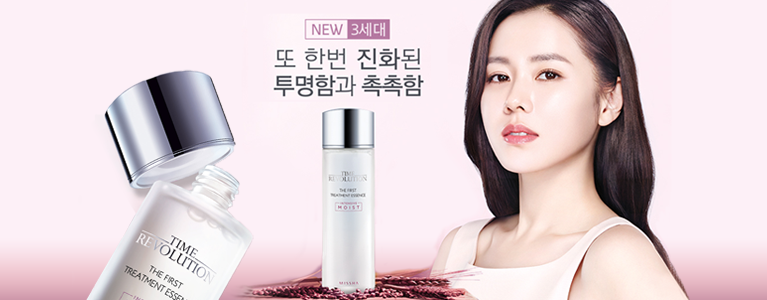 NEW 3세대
또 한번 진화된
투명함과 촉촉함
TIME
REVOLUTION
THE FIRST
TREATMENT ESSENCE
MOIST
MISSHA
TIME
REVOLUTION
THE FIRST
TREATMENT ESSEN